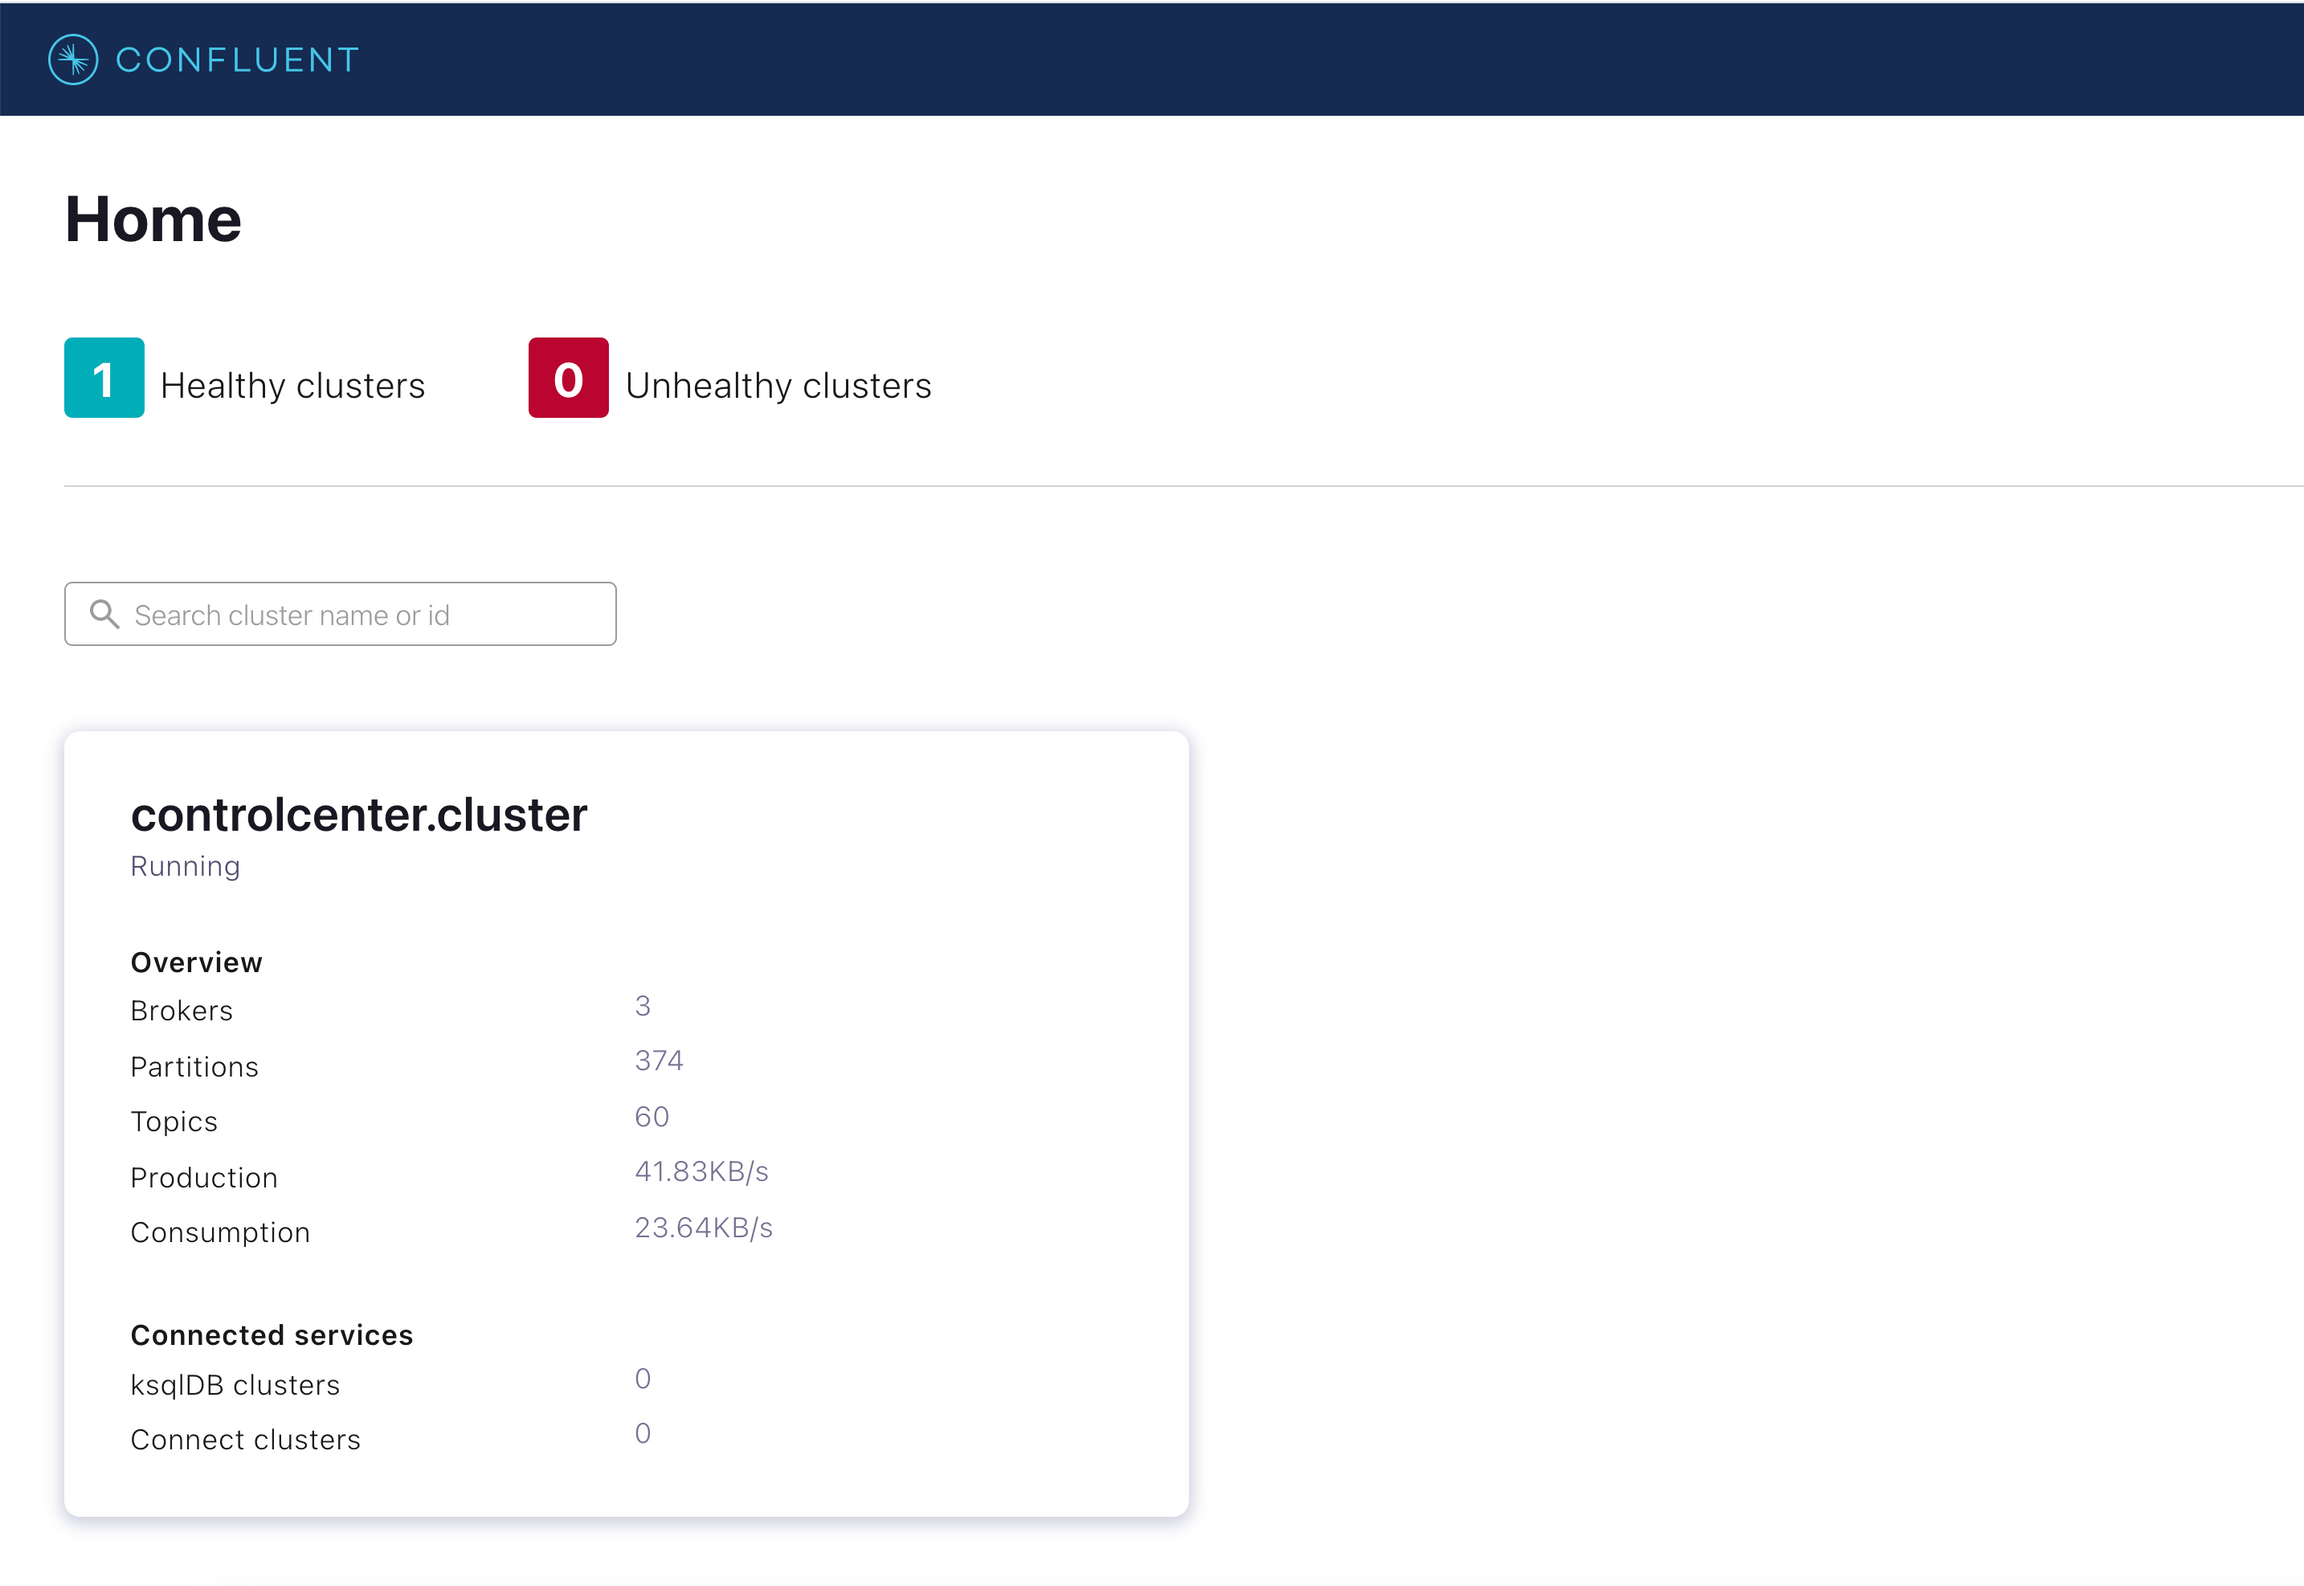 CONFLUENT
Home
1 Healthy clusters 0 Unhealthy clusters
Search cluster name or id
controlcenter.cluster
Running
Overview
Brokers 3
Partitions 374
Topics 60
Production 41.83KB/s
Consumption 23.64KB/s
Connected services
ksqlDB clusters 0
Connect clusters 0